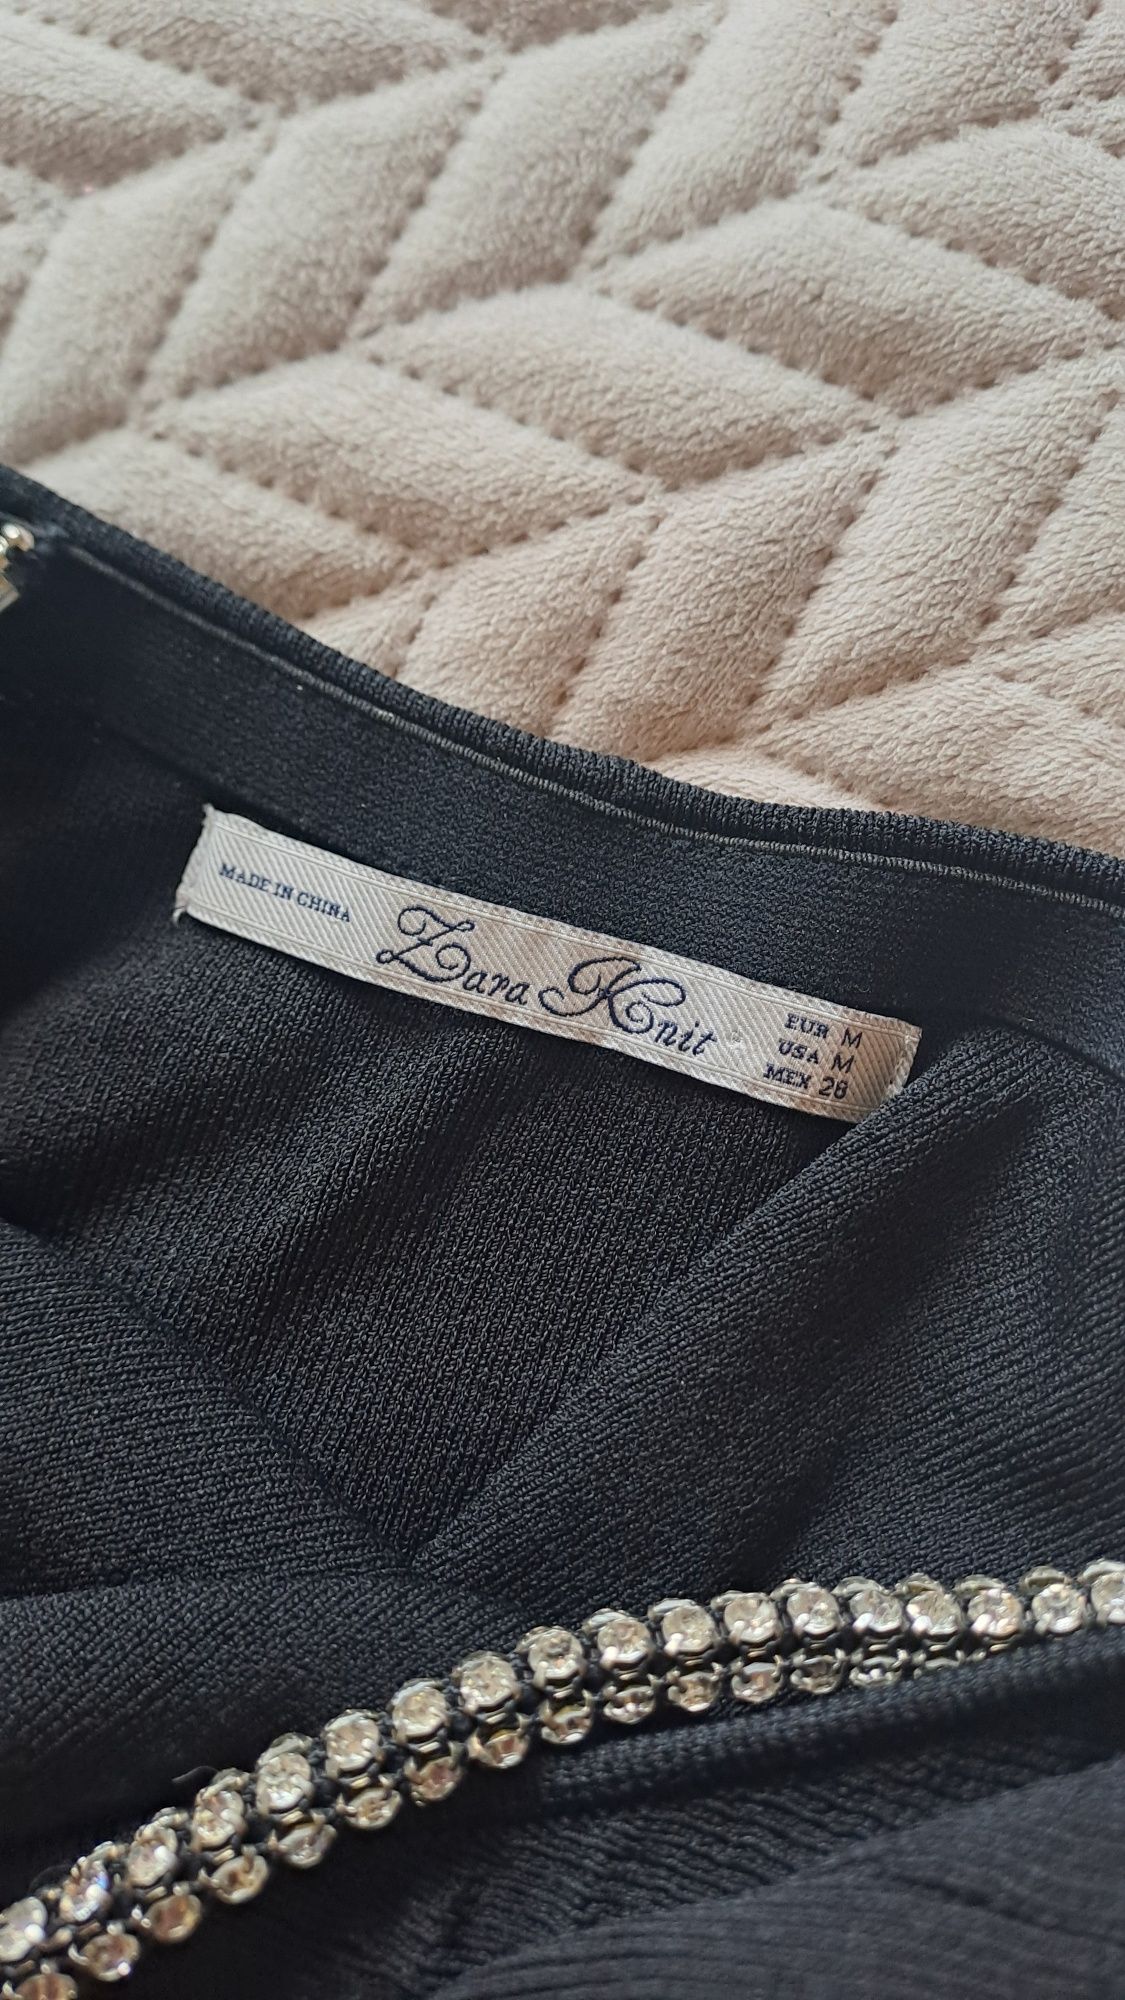 MADE IN CHINA
Zara Knit
EUR M
USA M
MEX 28